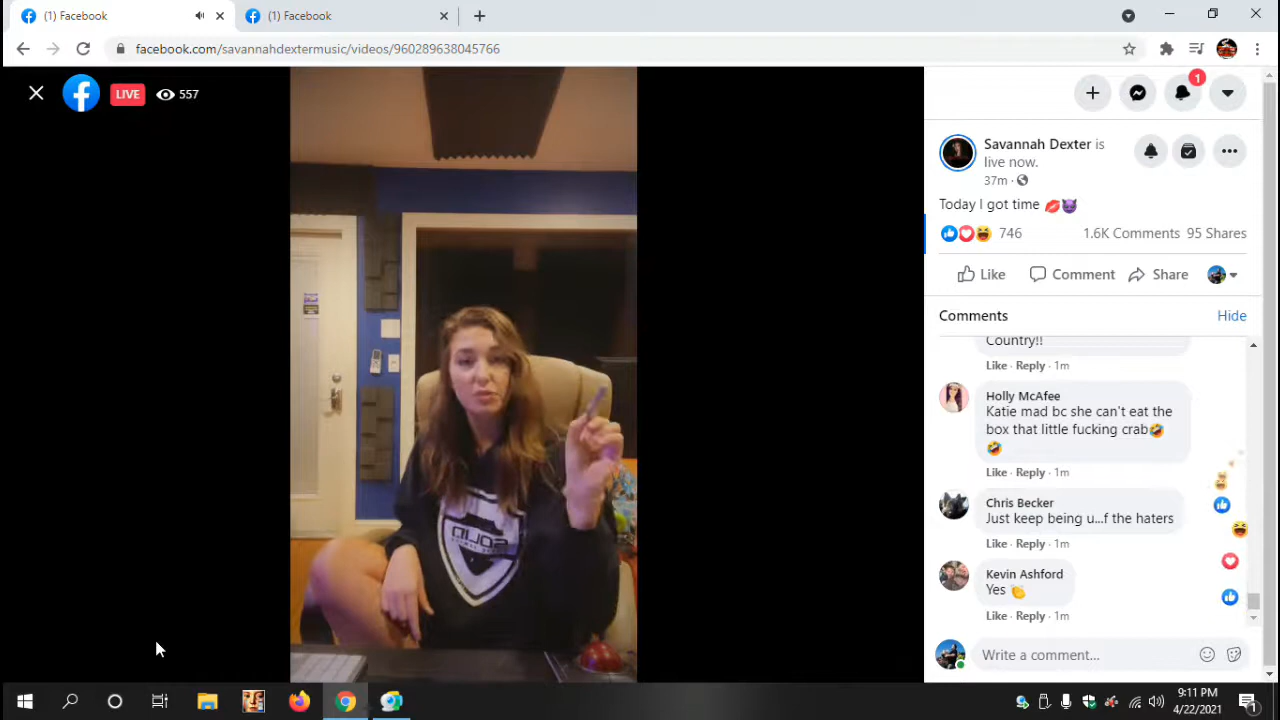 (1) Facebook
(1) Facebook
facebook.com/savannahdextermusic/videos/960289638045766
LIVE
557
1
Savannah Dexter is
live now.
37m
Today I got time 💋😈
746
1.6K Comments 95 Shares
Like
Comment
Share
Comments
Hide
Country!!
Like · Reply · 1m
Holly McAfee
Katie mad bc she can't eat the
box that little fucking crab🤣
🤣
Like · Reply · 1m
Chris Becker
Just keep being u...f the haters
Like · Reply · 1m
Kevin Ashford
Yes 👏
Like · Reply · 1m
Write a comment...
9:11 PM
4/22/2021
1